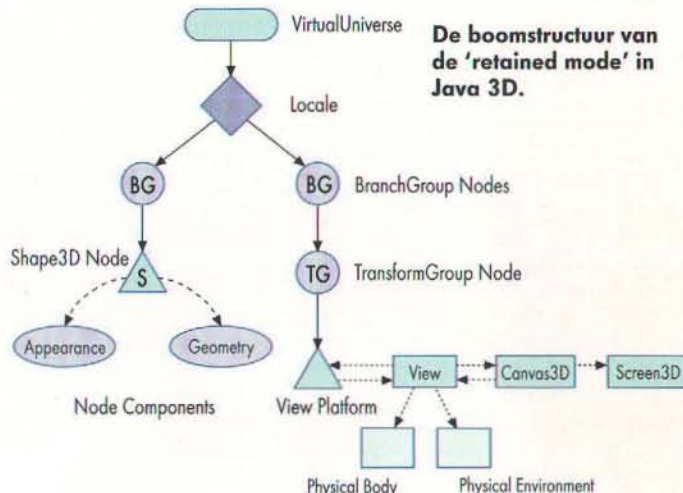 VirtualUniverse
De boomstructuur van
de ‘retained mode’ in
Java 3D.
Locale
BG
BG
BranchGroup Nodes
Shape3D Node
S
TG
TransformGroup Node
Appearance
Geometry
View
Canvas3D
Screen3D
Node Components
View Platform
Physical Body
Physical Environment